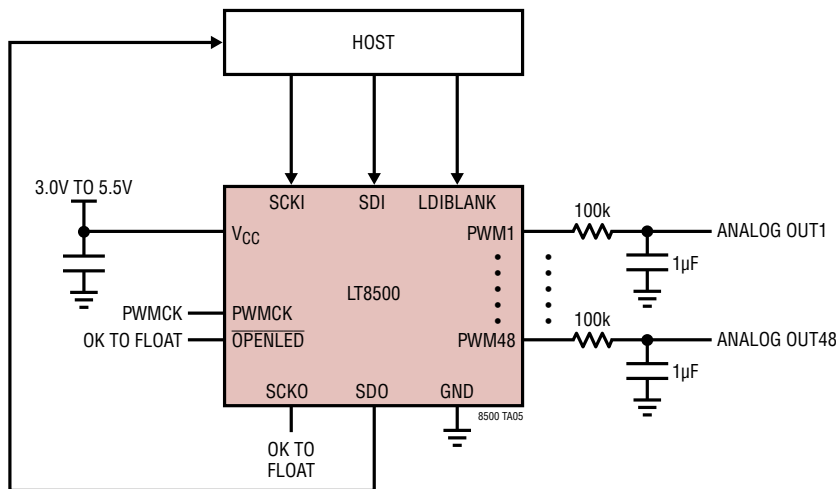 HOST
3.0V TO 5.5V
SCKI SDI LDIBLANK
100k
VCC PWM1 ANALOG OUT1
1µF
LT8500
PWMCK PWMCK
100k
OK TO FLOAT OPENLED PWM48 ANALOG OUT48
1µF
SCKO SDO GND
8500 TA05
OK TO
FLOAT